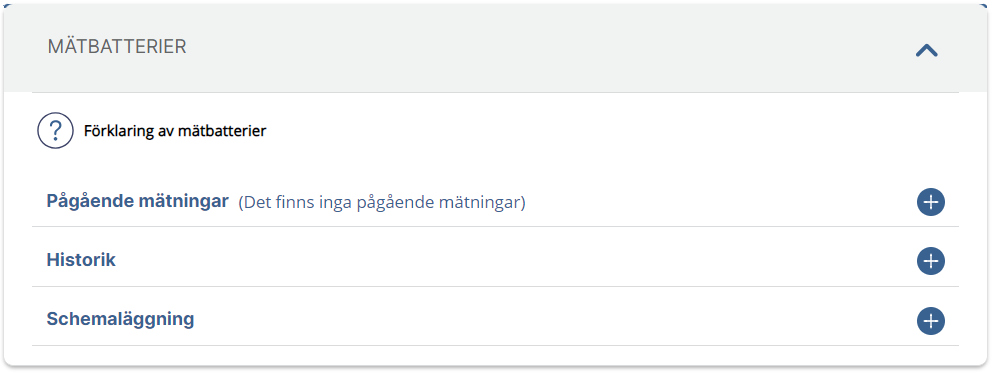 MÄTBATTERIER
? Förklaring av mätbatterier
Pågående mätningar (Det finns inga pågående mätningar)
Historik
Schemaläggning